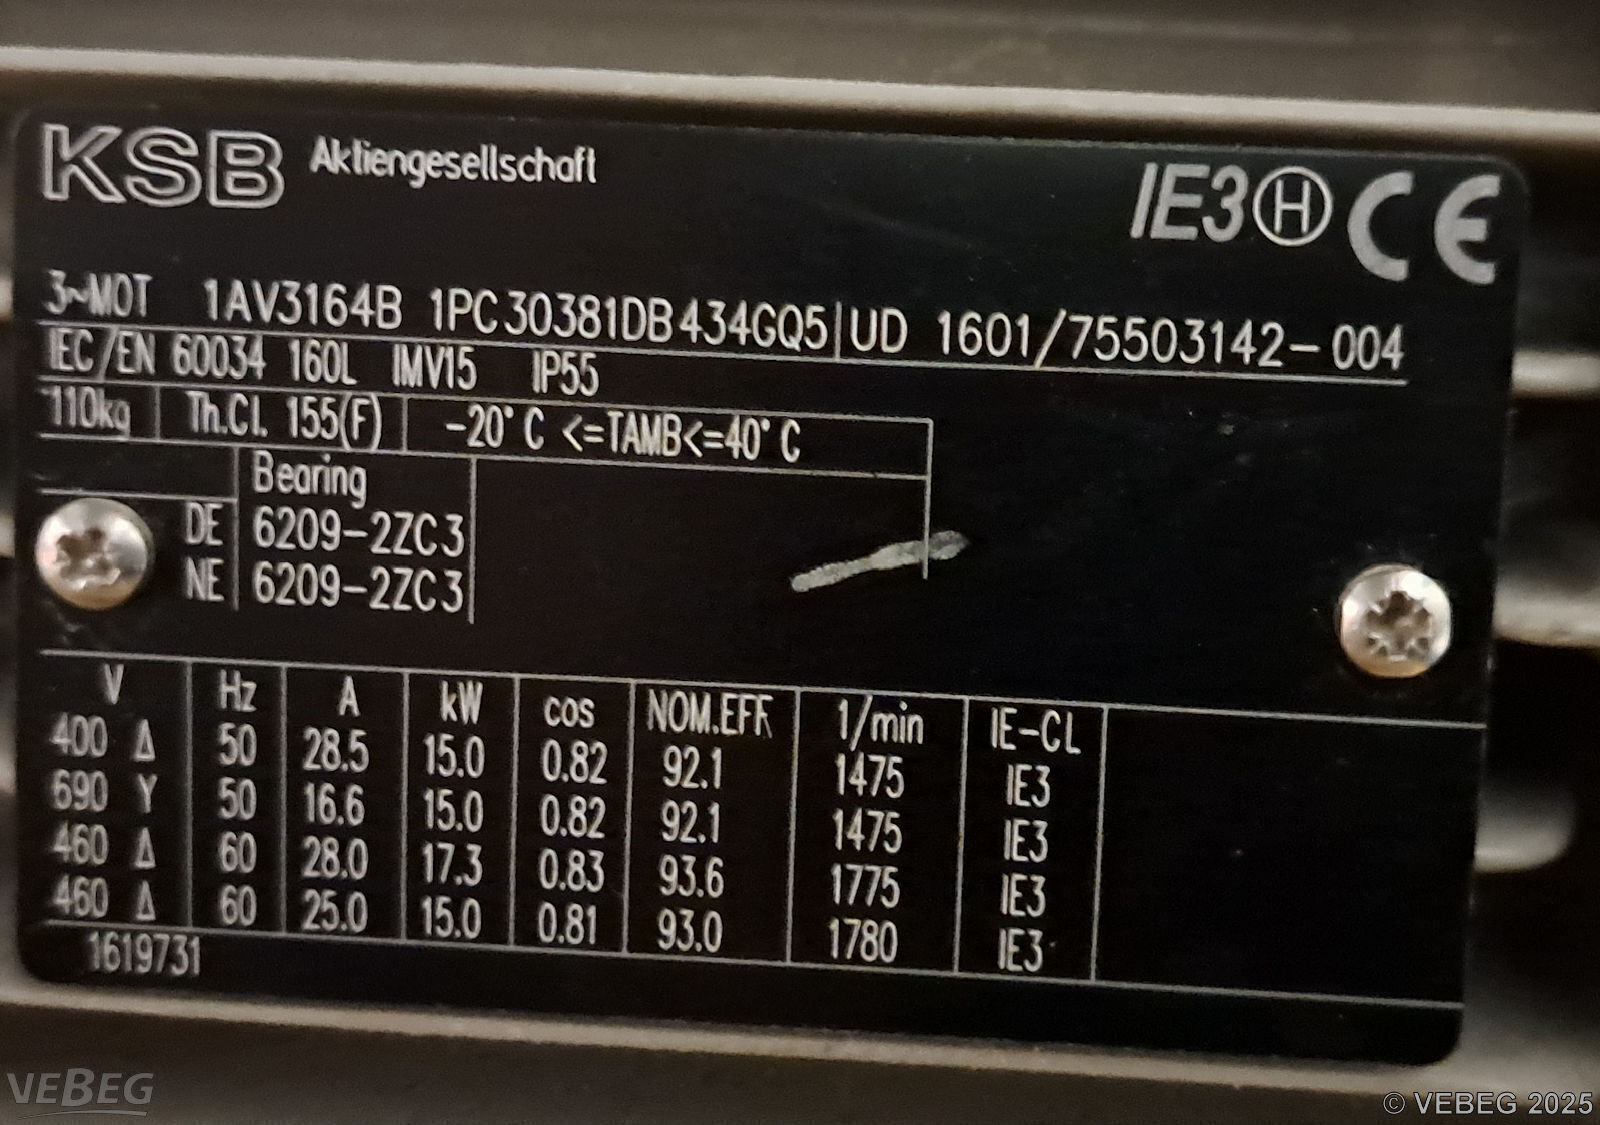 KSB Aktiengesellschaft
IE3 H CE
3~MOT 1AV3164B 1PC30381DB434GQ5 UD 1601/75503142-004
IEC/EN 60034 160L IMV15 IP55
110kg Th.Cl. 155(F) -20°C <=TAMB<=40°C
Bearing
DE 6209-2ZC3
NE 6209-2ZC3
V Hz A kW cos NOM.EFF 1/min IE-CL
400 Δ 50 28.5 15.0 0.82 92.1 1475 IE3
690 Y 50 16.6 15.0 0.82 92.1 1475 IE3
460 Δ 60 28.0 17.3 0.83 93.6 1775 IE3
460 Δ 60 25.0 15.0 0.81 93.0 1780 IE3
1619731
VEBEG
© VEBEG 2025